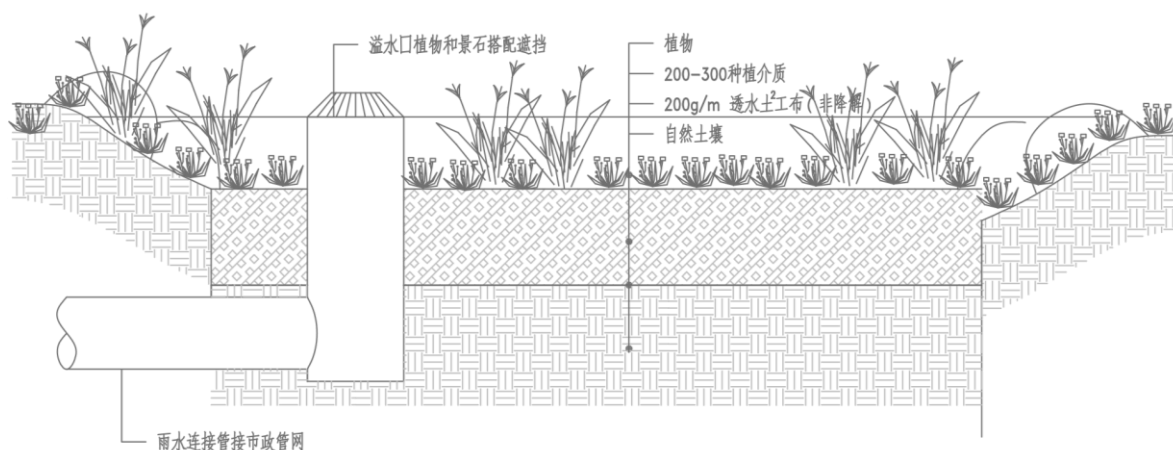 溢水口植物和景石搭配遮挡
植物
200-300种植介质
200g/m² 透水土工布(非降解)
自然土壤
雨水连接管接市政管网